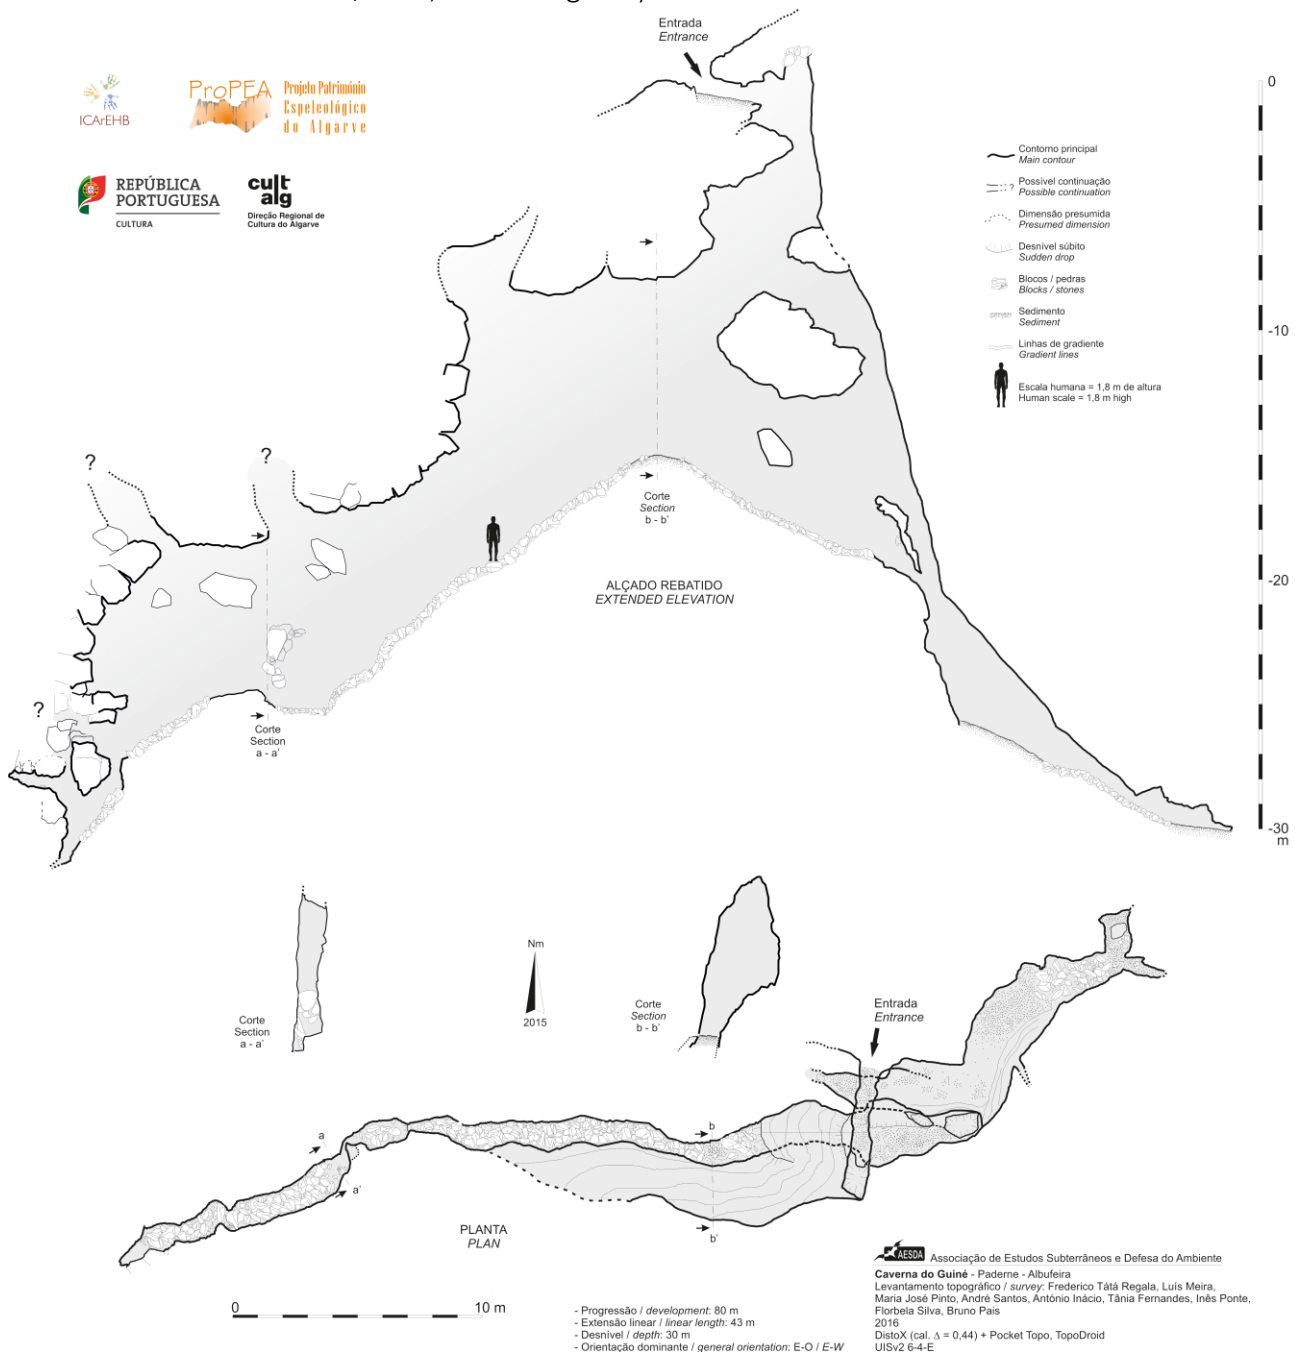 Entrada
Entrance
ICArEHB
ProPEA
Projeto Património
Espeleológico
do Algarve
REPÚBLICA
PORTUGUESA
CULTURA
cult
alg
Direção Regional de
Cultura do Algarve
0
-10
-20
-30
m
Contorno principal
Main contour
Possível continuação
Possible continuation
?
Dimensão presumida
Presumed dimension
Desnível súbito
Sudden drop
Blocos / pedras
Blocks / stones
Sedimento
Sediment
Linhas de gradiente
Gradient lines
Escala humana = 1,8 m de altura
Human scale = 1,8 m high
?
?
?
Corte
Section
b - b'
ALÇADO REBATIDO
EXTENDED ELEVATION
Corte
Section
a - a'
Corte
Section
a - a'
Nm
2015
Corte
Section
b - b'
Entrada
Entrance
a
a'
b
b'
PLANTA
PLAN
0
10 m
- Progressão / development: 80 m
- Extensão linear / linear length: 43 m
- Desnível / depth: 30 m
- Orientação dominante / general orientation: E-O / E-W
AESDA Associação de Estudos Subterrâneos e Defesa do Ambiente
Caverna do Guiné - Paderne - Albufeira
Levantamento topográfico / survey: Frederico Tátá Regala, Luís Meira,
Maria José Pinto, André Santos, António Inácio, Tânia Fernandes, Inês Ponte,
Florbela Silva, Bruno Pais
2016
DistoX (cal. Δ = 0,44) + Pocket Topo, TopoDroid
UISv2 6-4-E